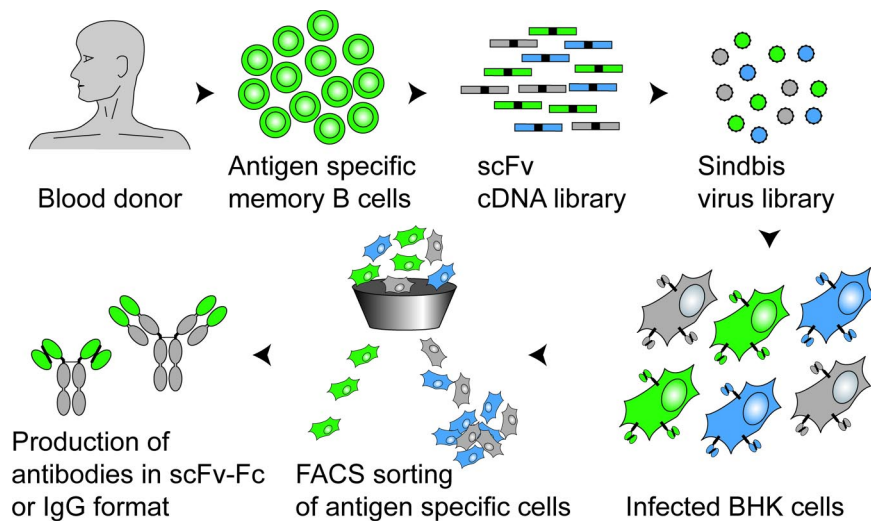 Blood donor
Antigen specific
memory B cells
scFv
cDNA library
Sindbis
virus library
Infected BHK cells
FACS sorting
of antigen specific cells
Production of
antibodies in scFv-Fc
or IgG format